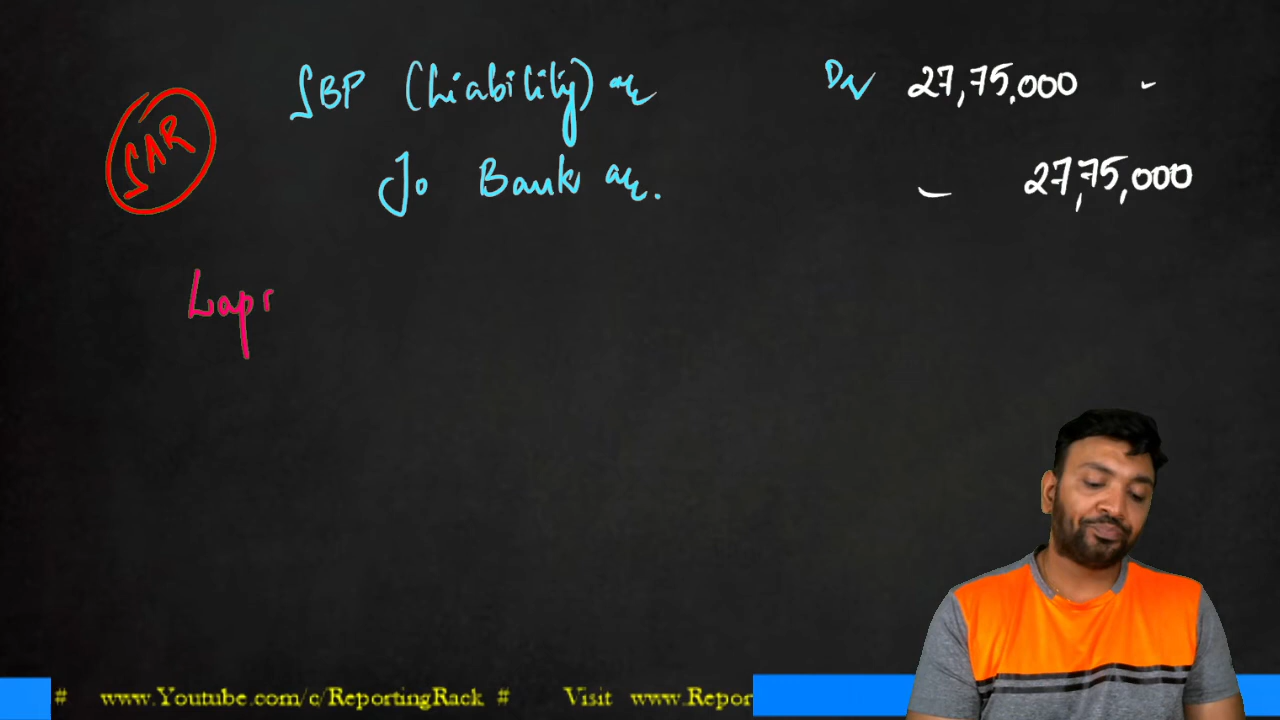 SBP (Liability) a/c Dr 27,75,000 -
SAR
To Bank a/c. - 27,75,000
Laps
# www.Youtube.com/c/ReportingRack # Visit www.Repor